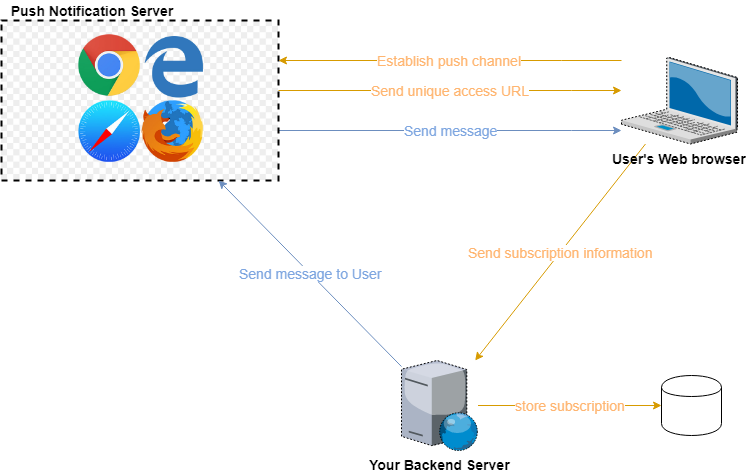 Push Notification Server
Establish push channel
Send unique access URL
Send message
User's Web browser
Send subscription information
Send message to User
store subscription
Your Backend Server